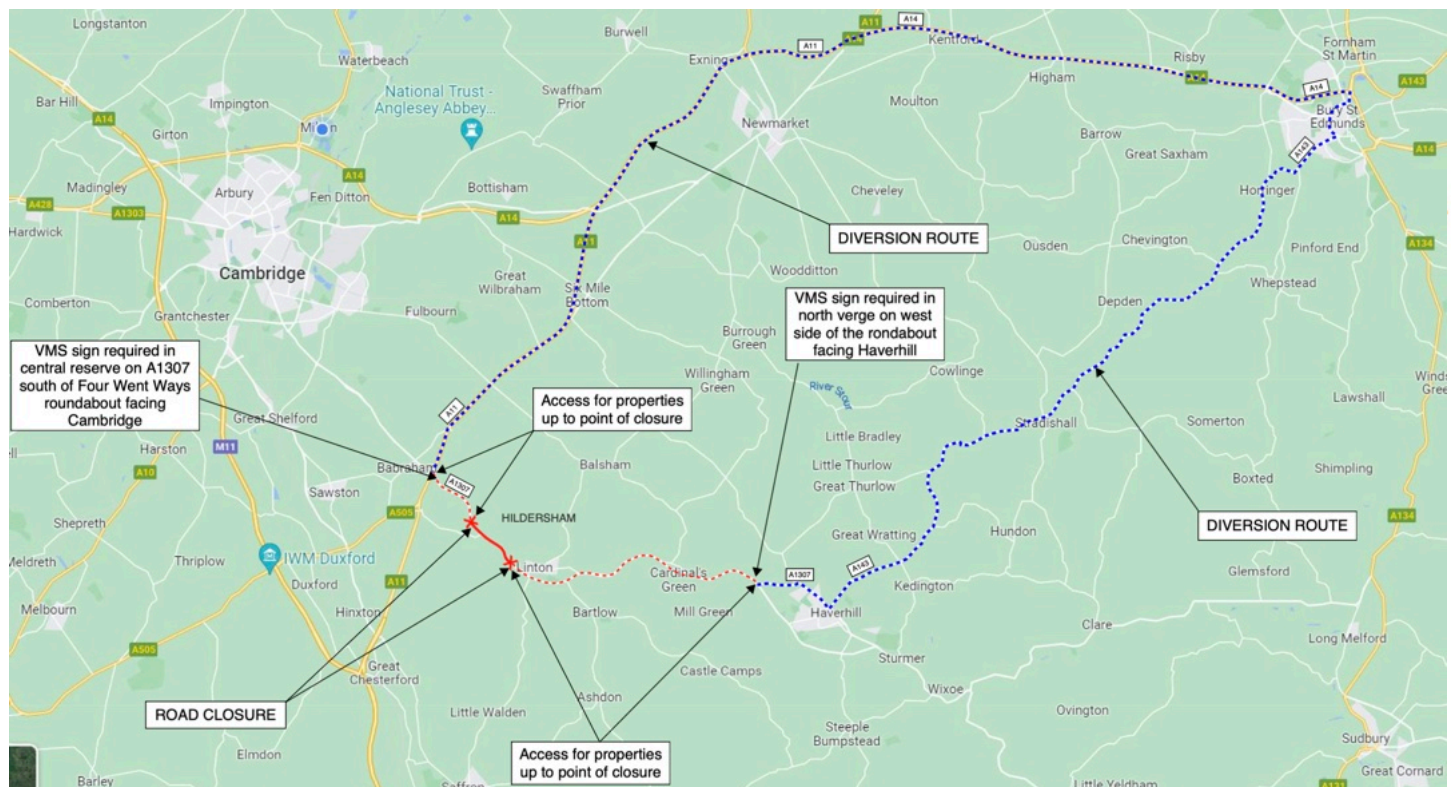 Longstanton
Burwell
A11
A14
Kentford
Fornham
St Martin
Waterbeach
Exning
A11
Risby
A143
Bar Hill
Impington
National Trust -
Anglesey Abbey...
Swaffham
Prior
Higham
A14
A14
Girton
Milton
Moulton
Newmarket
Bury St
Edmunds
Barrow
A143
A14
Great Saxham
Madingley
Arbury
Fen Ditton
A14
Bottisham
Cheveley
Horringer
A428
A1303
A14
Hardwick
DIVERSION ROUTE
Ousden
Chevington
Pinford End
A134
A11
Cambridge
Great
Wilbraham
Woodditton
Whepstead
Comberton
Six Mile
Bottom
VMS sign required in
north verge on west
side of the rondabout
facing Haverhill
Depden
Grantchester
Fulbourn
Burrough
Green
VMS sign required in
central reserve on A1307
south of Four Went Ways
roundabout facing
Cambridge
Willingham
Green
Cowlinge
River Stour
Access for properties
up to point of closure
Lawshall
Great Shelford
A11
Stradishall
Somerton
Harston
M11
Little Bradley
Babraham
Balsham
Little Thurlow
Great Thurlow
Shimpling
A10
A1307
Boxted
Sawston
A505
HILDERSHAM
Shepreth
DIVERSION ROUTE
A134
Great Wratting
Hundon
Meldreth
Thriplow
IWM Duxford
Linton
Cardinal's
Green
A1307
A143
Glemsford
Duxford
A11
Kedington
Melbourn
Hinxton
Bartlow
Mill Green
Haverhill
Clare
Long Melford
A505
Sturmer
Great
Chesterford
Castle Camps
Wixoe
ROAD CLOSURE
Ashdon
Little Walden
Ovington
Steeple
Bumpstead
Access for properties
up to point of closure
Elmdon
Sudbury
Great Cornard
Barley
Little Yeldham